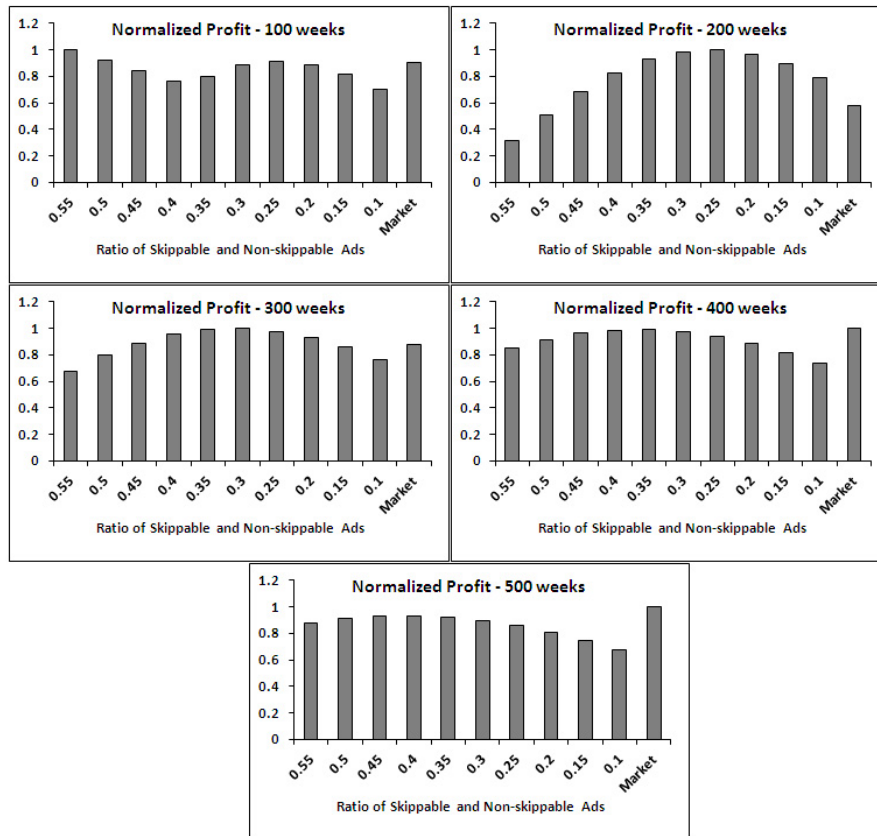 Normalized Profit - 100 weeks
1.2
1
0.8
0.6
0.4
0.2
0
0.55 0.5 0.45 0.4 0.35 0.3 0.25 0.2 0.15 0.1 Market
Ratio of Skippable and Non-skippable Ads
Normalized Profit - 200 weeks
1.2
1
0.8
0.6
0.4
0.2
0
0.55 0.5 0.45 0.4 0.35 0.3 0.25 0.2 0.15 0.1 Market
Ratio of Skippable and Non-skippable Ads
Normalized Profit - 300 weeks
1.2
1
0.8
0.6
0.4
0.2
0
0.55 0.5 0.45 0.4 0.35 0.3 0.25 0.2 0.15 0.1 Market
Ratio of Skippable and Non-skippable Ads
Normalized Profit - 400 weeks
1.2
1
0.8
0.6
0.4
0.2
0
0.55 0.5 0.45 0.4 0.35 0.3 0.25 0.2 0.15 0.1 Market
Ratio of Skippable and Non-skippable Ads
Normalized Profit - 500 weeks
1.2
1
0.8
0.6
0.4
0.2
0
0.55 0.5 0.45 0.4 0.35 0.3 0.25 0.2 0.15 0.1 Market
Ratio of Skippable and Non-skippable Ads